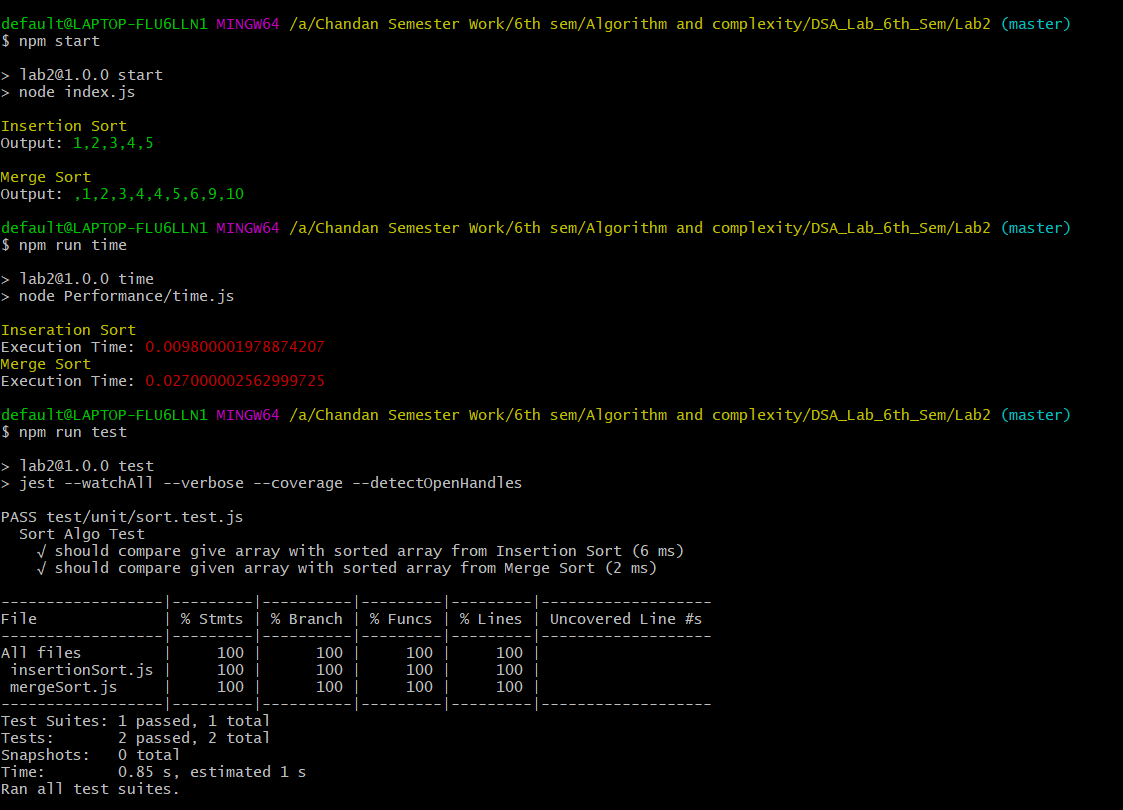 default@LAPTOP-FLU6LLN1 MINGW64 /a/Chandan Semester Work/6th sem/Algorithm and complexity/DSA_Lab_6th_Sem/Lab2 (master)
$ npm start
> lab2@1.0.0 start
> node index.js
Insertion Sort
Output: 1,2,3,4,5
Merge Sort
Output: ,1,2,3,4,4,5,6,9,10
default@LAPTOP-FLU6LLN1 MINGW64 /a/Chandan Semester Work/6th sem/Algorithm and complexity/DSA_Lab_6th_Sem/Lab2 (master)
$ npm run time
> lab2@1.0.0 time
> node Performance/time.js
Inseration Sort
Execution Time: 0.009800001978874207
Merge Sort
Execution Time: 0.027000002562999725
default@LAPTOP-FLU6LLN1 MINGW64 /a/Chandan Semester Work/6th sem/Algorithm and complexity/DSA_Lab_6th_Sem/Lab2 (master)
$ npm run test
> lab2@1.0.0 test
> jest --watchAll --verbose --coverage --detectOpenHandles
PASS test/unit/sort.test.js
  Sort Algo Test
    √ should compare give array with sorted array from Insertion Sort (6 ms)
    √ should compare given array with sorted array from Merge Sort (2 ms)
------------------|---------|----------|---------|---------|-------------------
File              | % Stmts | % Branch | % Funcs | % Lines | Uncovered Line #s
------------------|---------|----------|---------|---------|-------------------
All files         |     100 |      100 |     100 |     100 |
 insertionSort.js |     100 |      100 |     100 |     100 |
 mergeSort.js     |     100 |      100 |     100 |     100 |
------------------|---------|----------|---------|---------|-------------------
Test Suites: 1 passed, 1 total
Tests:       2 passed, 2 total
Snapshots:   0 total
Time:        0.85 s, estimated 1 s
Ran all test suites.